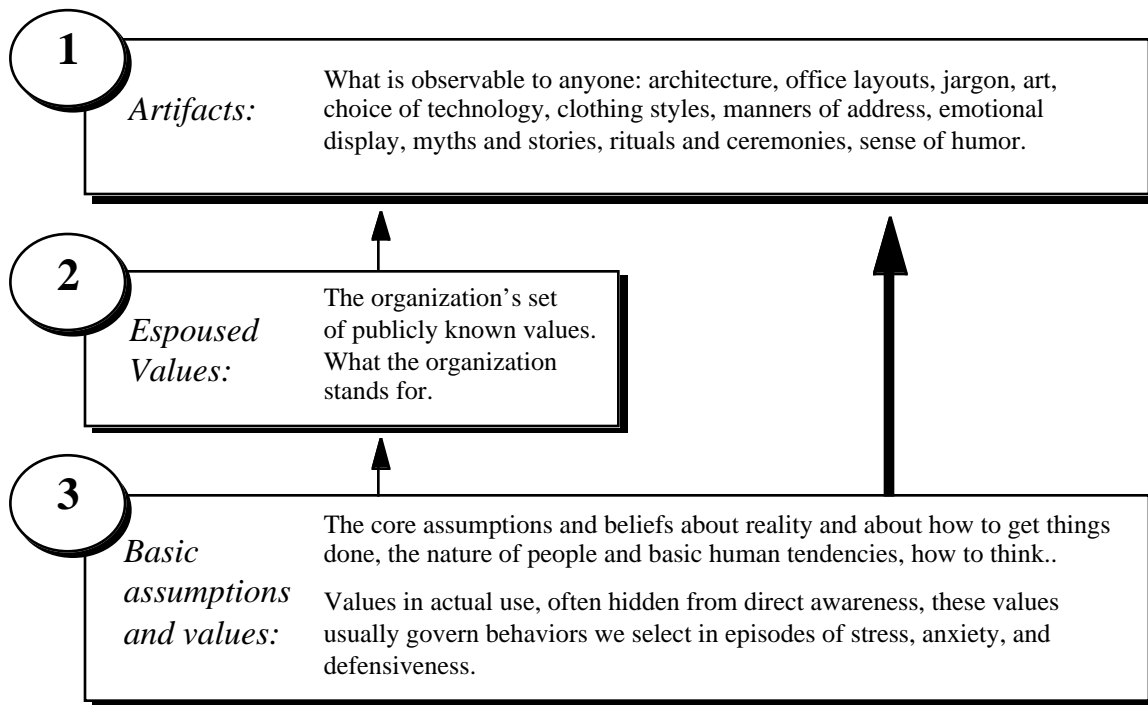 1
Artifacts:
What is observable to anyone: architecture, office layouts, jargon, art,
choice of technology, clothing styles, manners of address, emotional
display, myths and stories, rituals and ceremonies, sense of humor.
2
Espoused
Values:
The organization’s set
of publicly known values.
What the organization
stands for.
3
Basic
assumptions
and values:
The core assumptions and beliefs about reality and about how to get things
done, the nature of people and basic human tendencies, how to think..
Values in actual use, often hidden from direct awareness, these values
usually govern behaviors we select in episodes of stress, anxiety, and
defensiveness.